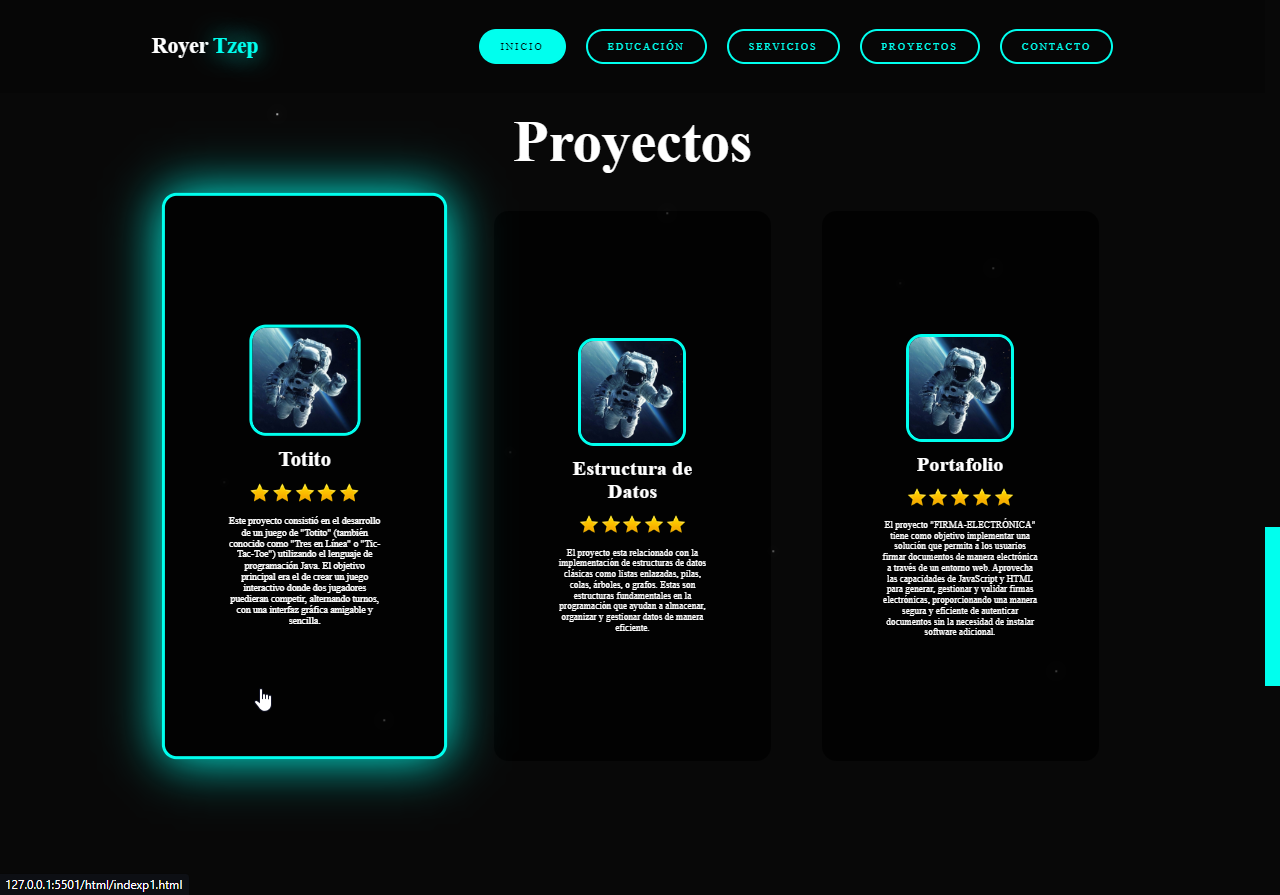 Royer Tzep
INICIO
EDUCACIÓN
SERVICIOS
PROYECTOS
CONTACTO
Proyectos
Totito
Este proyecto consistió en el desarrollo
de un juego de "Totito" (también
conocido como "Tres en Línea" o "Tic-
Tac-Toe") utilizando el lenguaje de
programación Java. El objetivo
principal era el de crear un juego
interactivo donde dos jugadores
puedieran competir, alternando turnos,
con una interfaz gráfica amigable y
sencilla.
Estructura de
Datos
El proyecto esta relacionado con la
implementación de estructuras de datos
clásicas como listas enlazadas, pilas,
colas, árboles, o grafos. Estas son
estructuras fundamentales en la
programación que ayudan a almacenar,
organizar y gestionar datos de manera
eficiente.
Portafolio
El proyecto "FIRMA-ELECTRÓNICA"
tiene como objetivo implementar una
solución que permita a los usuarios
firmar documentos de manera electrónica
a través de un entorno web. Aprovecha
las capacidades de JavaScript y HTML
para generar, gestionar y validar firmas
electrónicas, proporcionando una manera
segura y eficiente de autenticar
documentos sin la necesidad de instalar
software adicional.
127.0.0.1:5501/html/indexp1.html